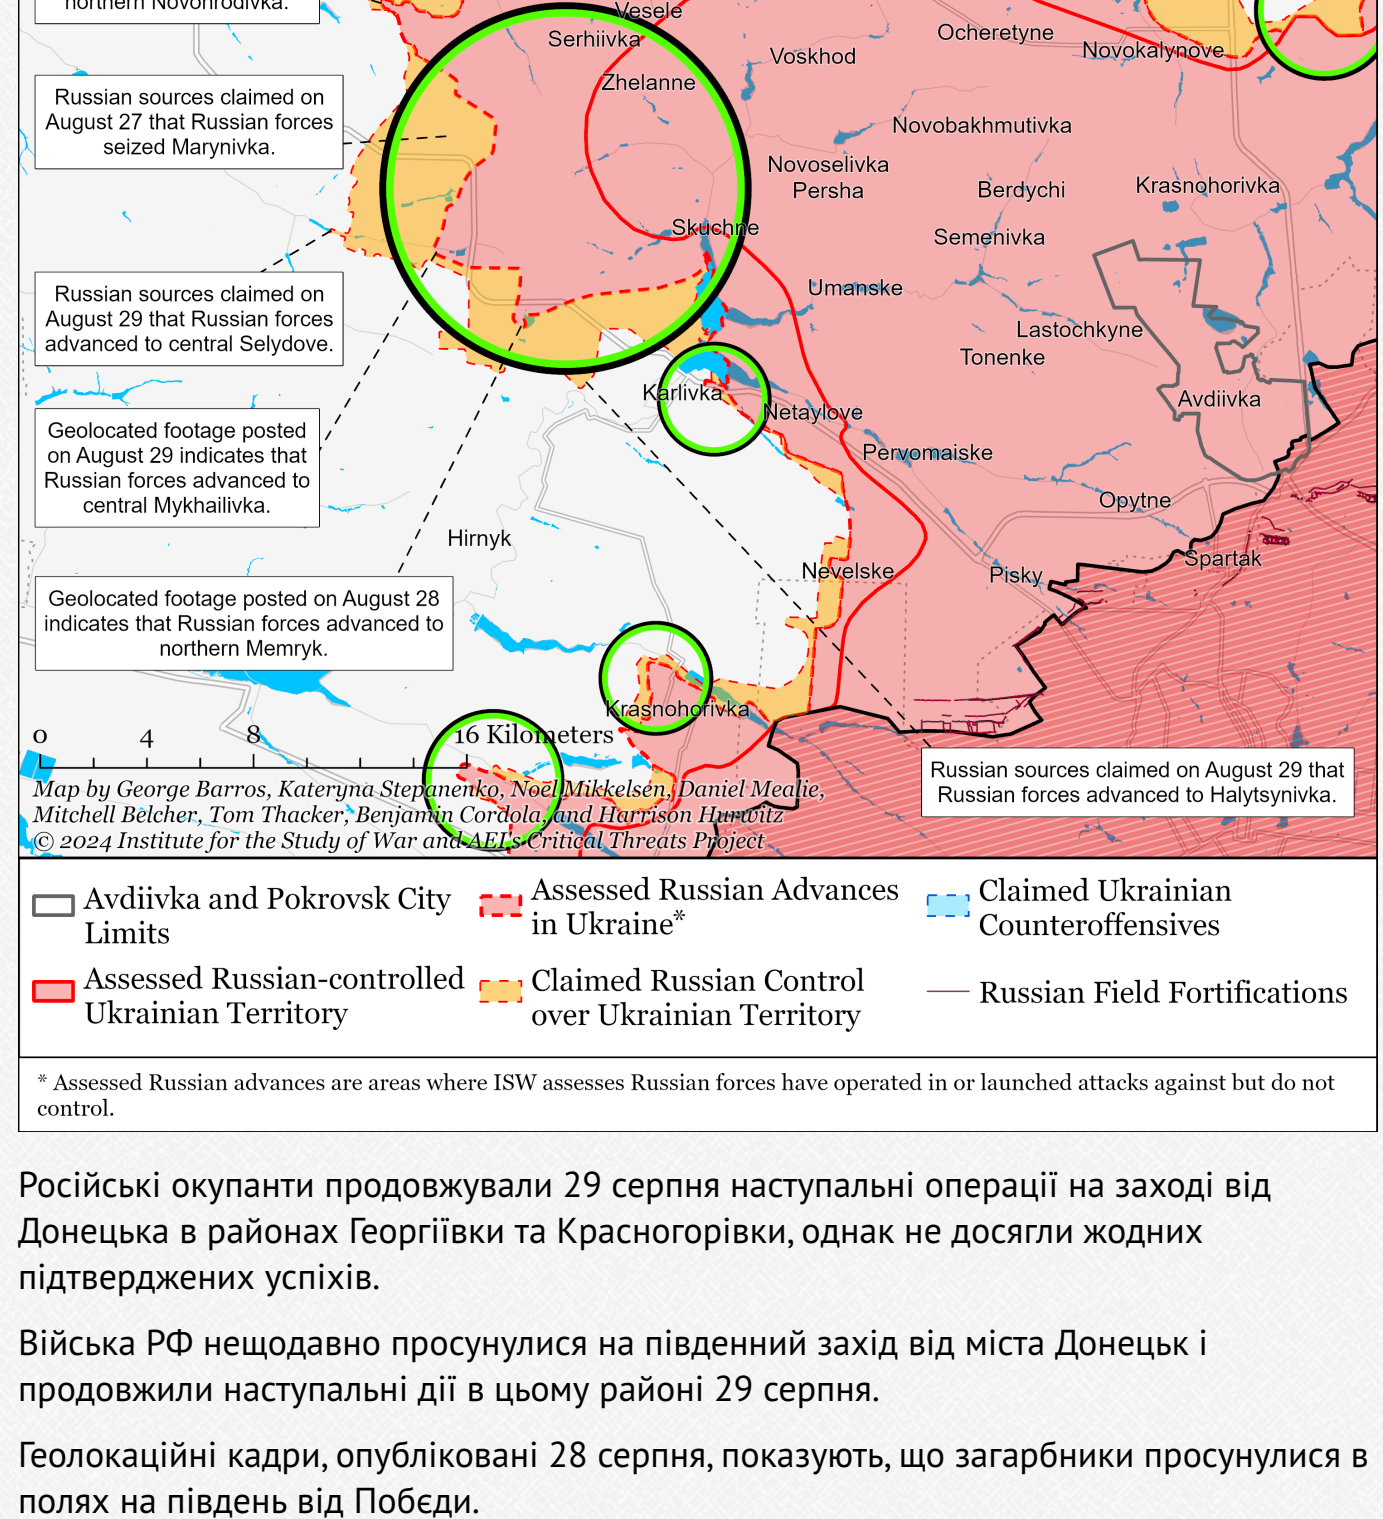 northern Novohrodivka.
Vesele
Serhiivka
Ocheretyne
Novokalynove
Voskhod
Zhelanne
Russian sources claimed on
August 27 that Russian forces
seized Marynivka.
Novobakhmutivka
Novoselivka
Persha
Berdychi
Krasnohorivka
Skuchne
Semenivka
Umanske
Russian sources claimed on
August 29 that Russian forces
advanced to central Selydove.
Lastochkyne
Tonenke
Karlivka
Netaylove
Avdiivka
Geolocated footage posted
on August 29 indicates that
Russian forces advanced to
central Mykhailivka.
Pervomaiske
Opytne
Hirnyk
Spartak
Nevelske
Pisky
Geolocated footage posted on August 28
indicates that Russian forces advanced to
northern Memryk.
Krasnohorivka
0 4 8 16 Kilometers
Russian sources claimed on August 29 that
Russian forces advanced to Halytsynivka.
Map by George Barros, Kateryna Stepanenko, Noel Mikkelsen, Daniel Mealie,
Mitchell Belcher, Tom Thacker, Benjamin Cordola, and Harrison Hurwitz
© 2024 Institute for the Study of War and AEI's Critical Threats Project
Avdiivka and Pokrovsk City
Limits
Assessed Russian Advances
in Ukraine*
Claimed Ukrainian
Counteroffensives
Assessed Russian-controlled
Ukrainian Territory
Claimed Russian Control
over Ukrainian Territory
Russian Field Fortifications
* Assessed Russian advances are areas where ISW assesses Russian forces have operated in or launched attacks against but do not
control.
Російські окупанти продовжували 29 серпня наступальні операції на заході від
Донецька в районах Георгіївки та Красногорівки, однак не досягли жодних
підтверджених успіхів.
Війська РФ нещодавно просунулися на південний захід від міста Донецьк і
продовжили наступальні дії в цьому районі 29 серпня.
Геолокаційні кадри, опубліковані 28 серпня, показують, що загарбники просунулися в
полях на південь від Побєди.